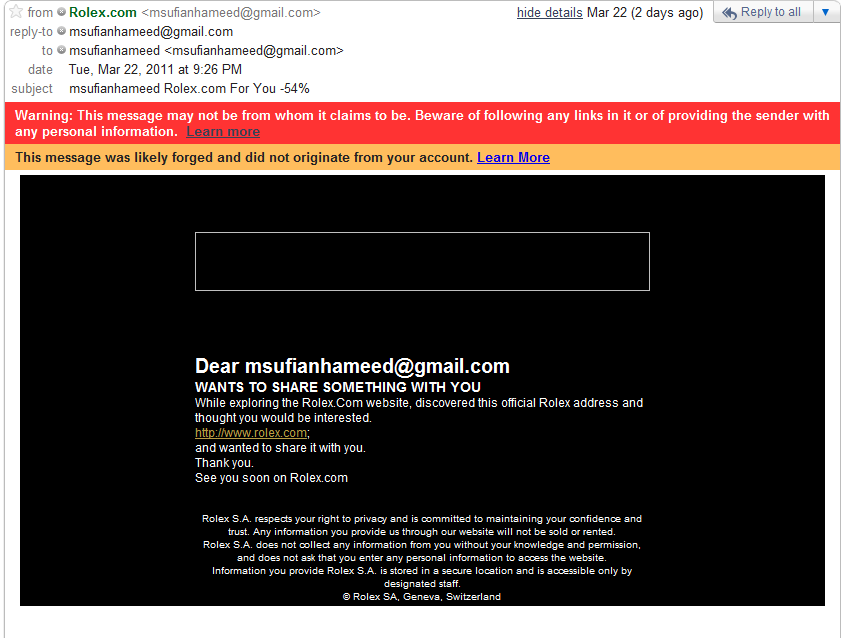 from Rolex.com <msufianhameed@gmail.com> hide details Mar 22 (2 days ago) Reply to all
reply-to msufianhameed@gmail.com
to msufianhameed <msufianhameed@gmail.com>
date Tue, Mar 22, 2011 at 9:26 PM
subject msufianhameed Rolex.com For You -54%
Warning: This message may not be from whom it claims to be. Beware of following any links in it or of providing the sender with
any personal information. Learn more
This message was likely forged and did not originate from your account. Learn More
Dear msufianhameed@gmail.com
WANTS TO SHARE SOMETHING WITH YOU
While exploring the Rolex.Com website, discovered this official Rolex address and
thought you would be interested.
http://www.rolex.com;
and wanted to share it with you.
Thank you.
See you soon on Rolex.com
Rolex S.A. respects your right to privacy and is committed to maintaining your confidence and
trust. Any information you provide us through our website will not be sold or rented.
Rolex S.A. does not collect any information from you without your knowledge and permission,
and does not ask that you enter any personal information to access the website.
Information you provide Rolex S.A. is stored in a secure location and is accessible only by
designated staff.
© Rolex SA, Geneva, Switzerland